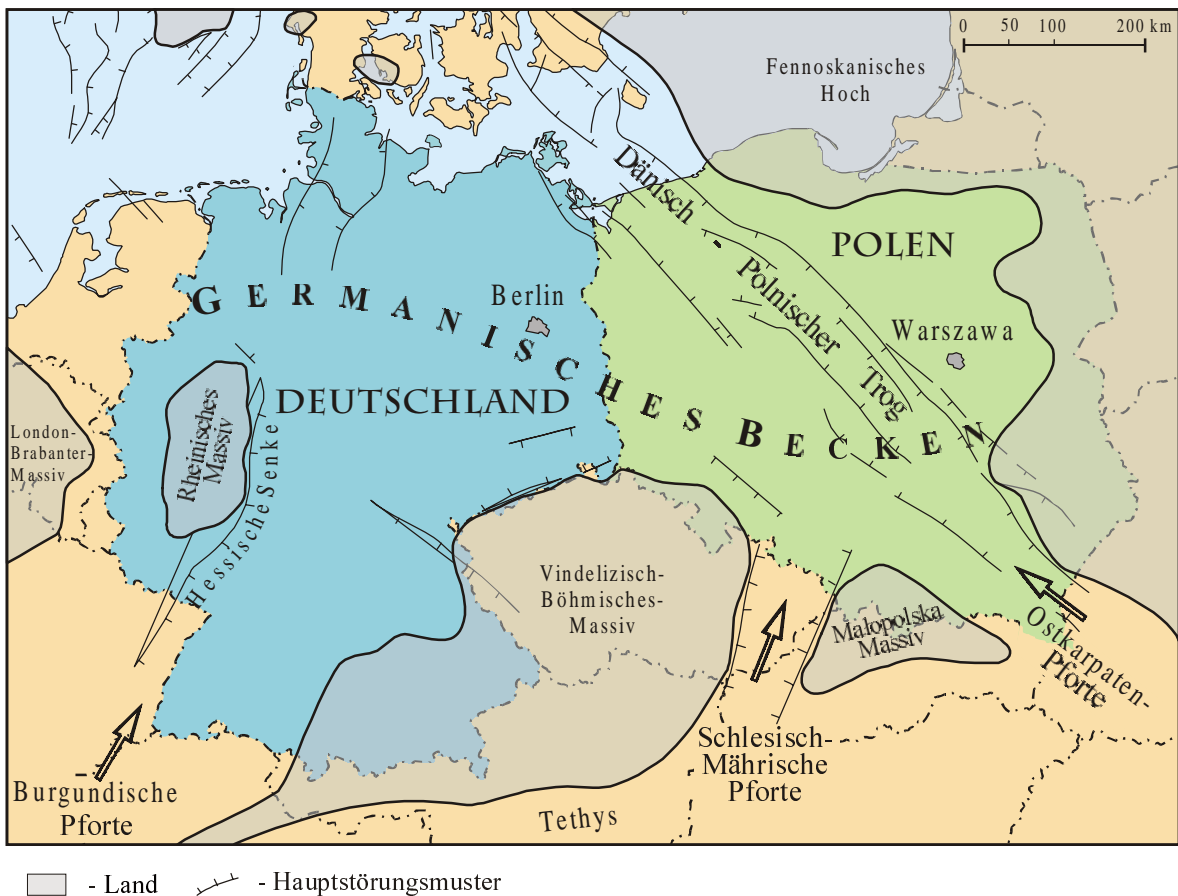 0 50 100 200 km
Fennoskanisches
Hoch
Dänisch
Polnischer
Trog
POLEN
Warszawa
GERMANISCHES BECKEN
Berlin
DEUTSCHLAND
London-
Brabanter-
Massiv
Rheinisches
Massiv
Hessische Senke
Vindelizisch-
Böhmisches-
Massiv
Malopolska
Massiv
Ostkarpaten-
Pforte
Schlesisch-
Mährische
Pforte
Burgundische
Pforte
Tethys
- Land - Hauptstörungsmuster